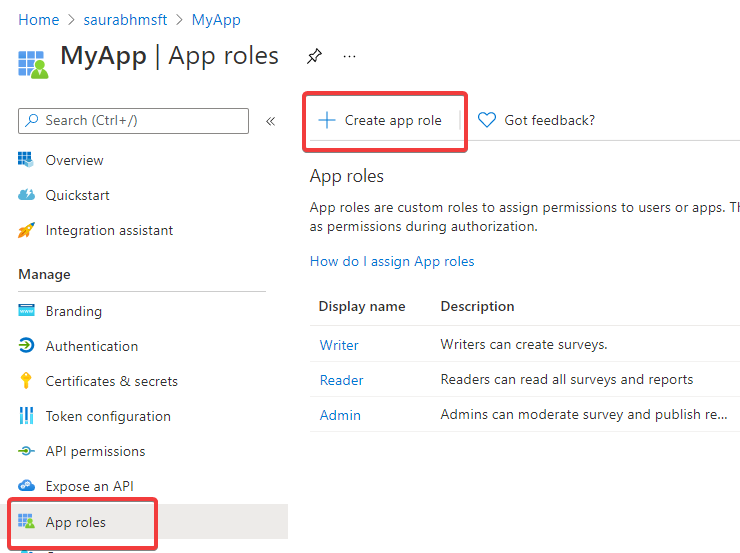 Home > saurabhmsft > MyApp
MyApp | App roles
Search (Ctrl+/)
«
Create app role
Got feedback?
Overview
Quickstart
Integration assistant
Manage
Branding
Authentication
Certificates & secrets
Token configuration
API permissions
Expose an API
App roles
App roles
App roles are custom roles to assign permissions to users or apps.
as permissions during authorization.
How do I assign App roles
Display name Description
Writer Writers can create surveys.
Reader Readers can read all surveys and reports
Admin Admins can moderate survey and publish re...